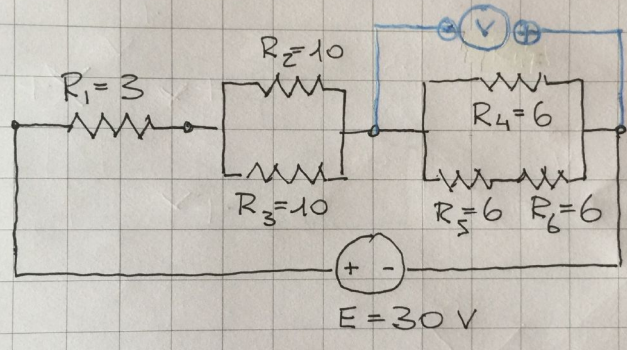 - V +
R₂=10
R₁=3
R₄=6
R₃=10
R₅=6 R₆=6
+ -
E=30 V